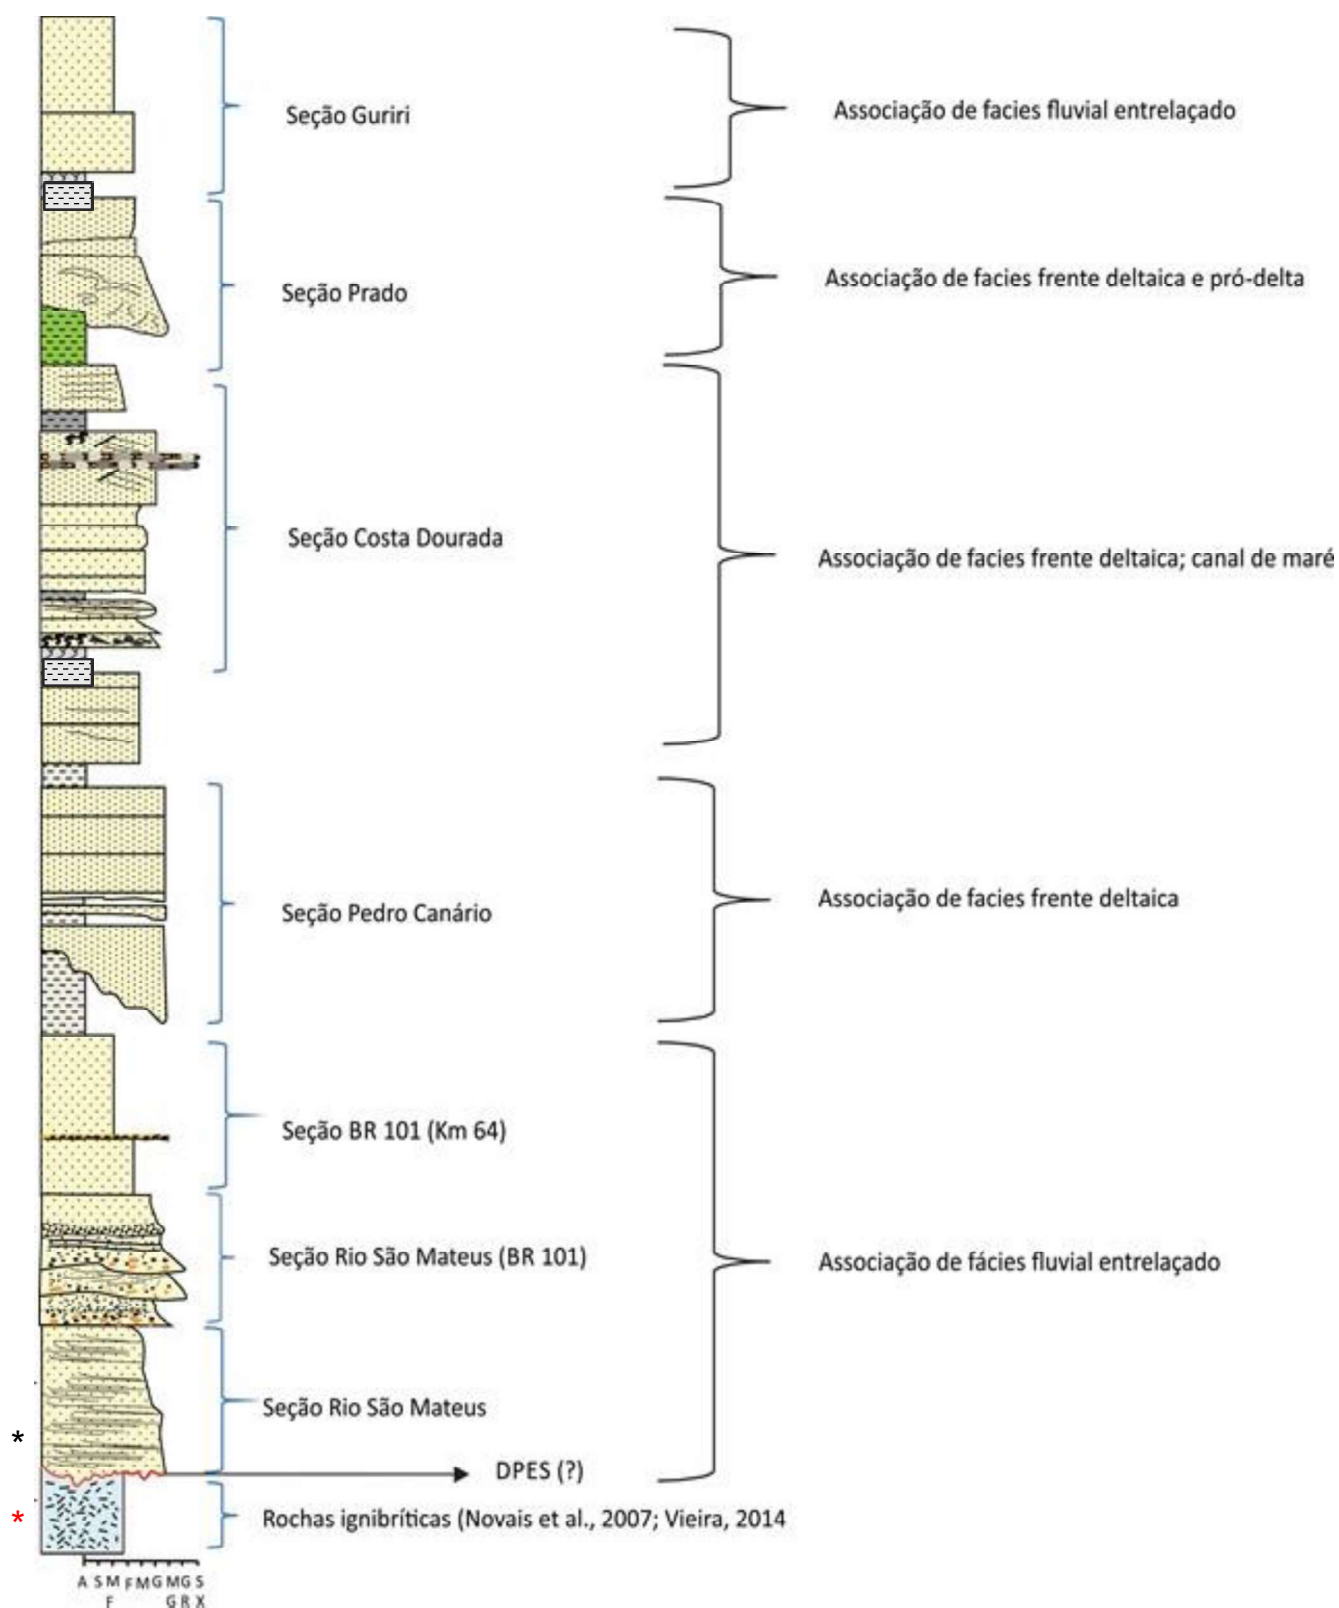 Seção Guriri
Associação de facies fluvial entrelaçado
Seção Prado
Associação de facies frente deltaica e pró-delta
Seção Costa Dourada
Associação de facies frente deltaica; canal de maré
Seção Pedro Canário
Associação de facies frente deltaica
Seção BR 101 (Km 64)
Seção Rio São Mateus (BR 101)
Associação de fácies fluvial entrelaçado
Seção Rio São Mateus
*
DPES (?)
* Rochas ignibríticas (Novais et al., 2007; Vieira, 2014
A S M F M G M G S
F G R X